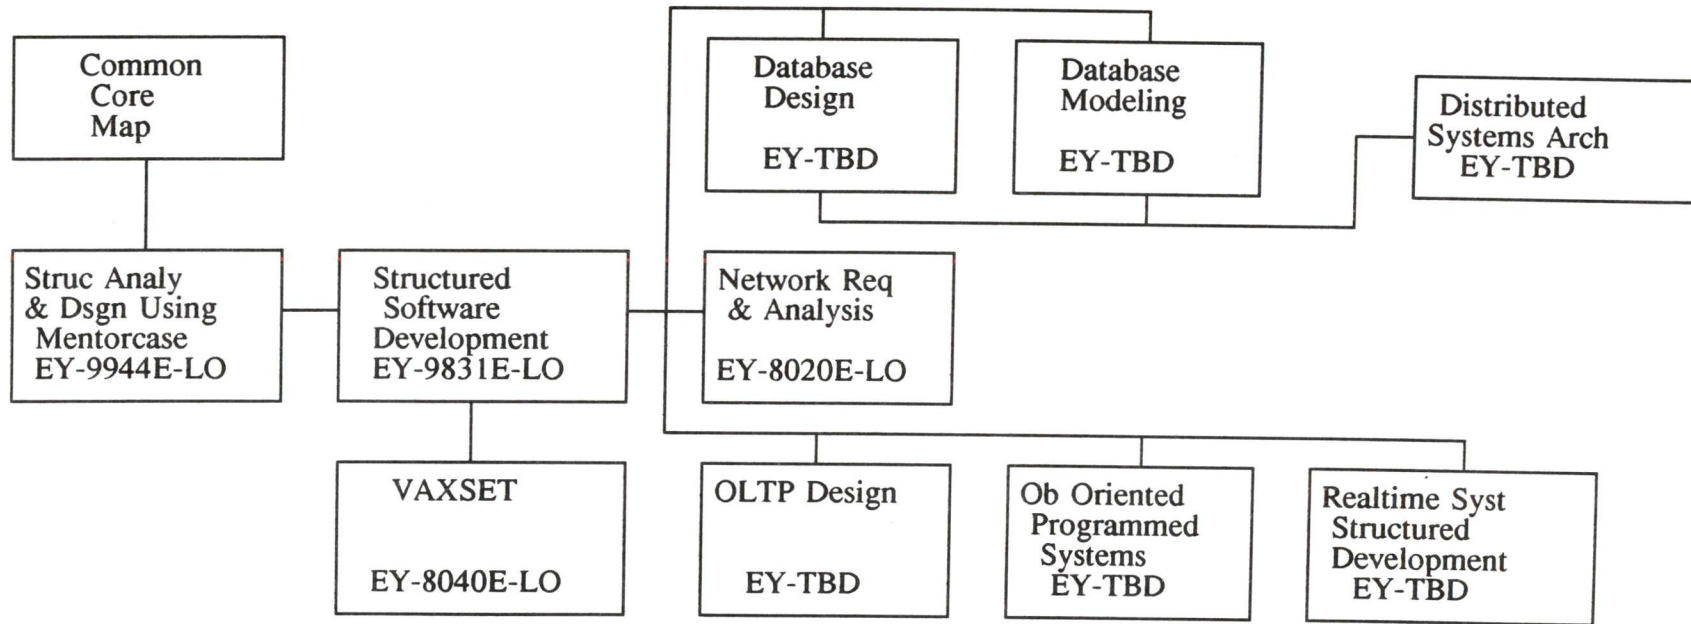 Common
Core
Map
Database
Design
EY-TBD
Database
Modeling
EY-TBD
Distributed
Systems Arch
EY-TBD
Struc Analy
& Dsgn Using
Mentorcase
EY-9944E-LO
Structured
Software
Development
EY-9831E-LO
Network Req
& Analysis
EY-8020E-LO
VAXSET
EY-8040E-LO
OLTP Design
EY-TBD
Ob Oriented
Programmed
Systems
EY-TBD
Realtime Syst
Structured
Development
EY-TBD